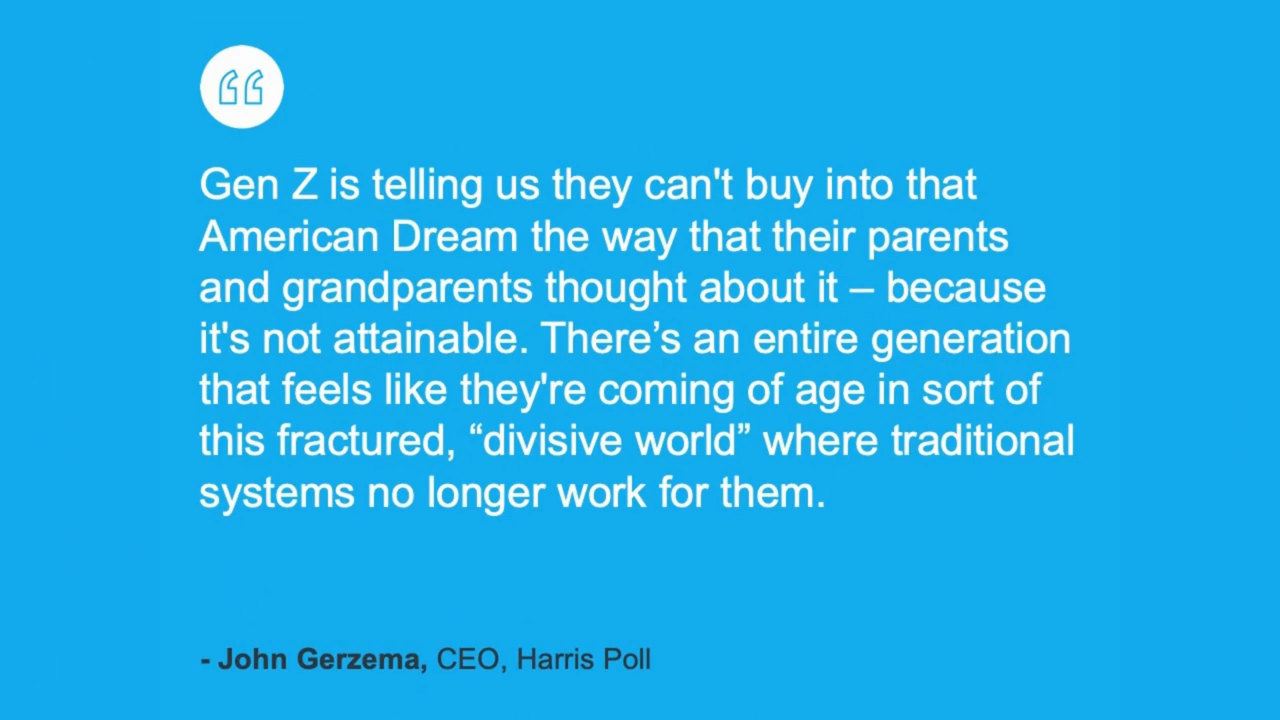 “
Gen Z is telling us they can't buy into that
American Dream the way that their parents
and grandparents thought about it – because
it's not attainable. There’s an entire generation
that feels like they're coming of age in sort of
this fractured, “divisive world” where traditional
systems no longer work for them.
- John Gerzema, CEO, Harris Poll